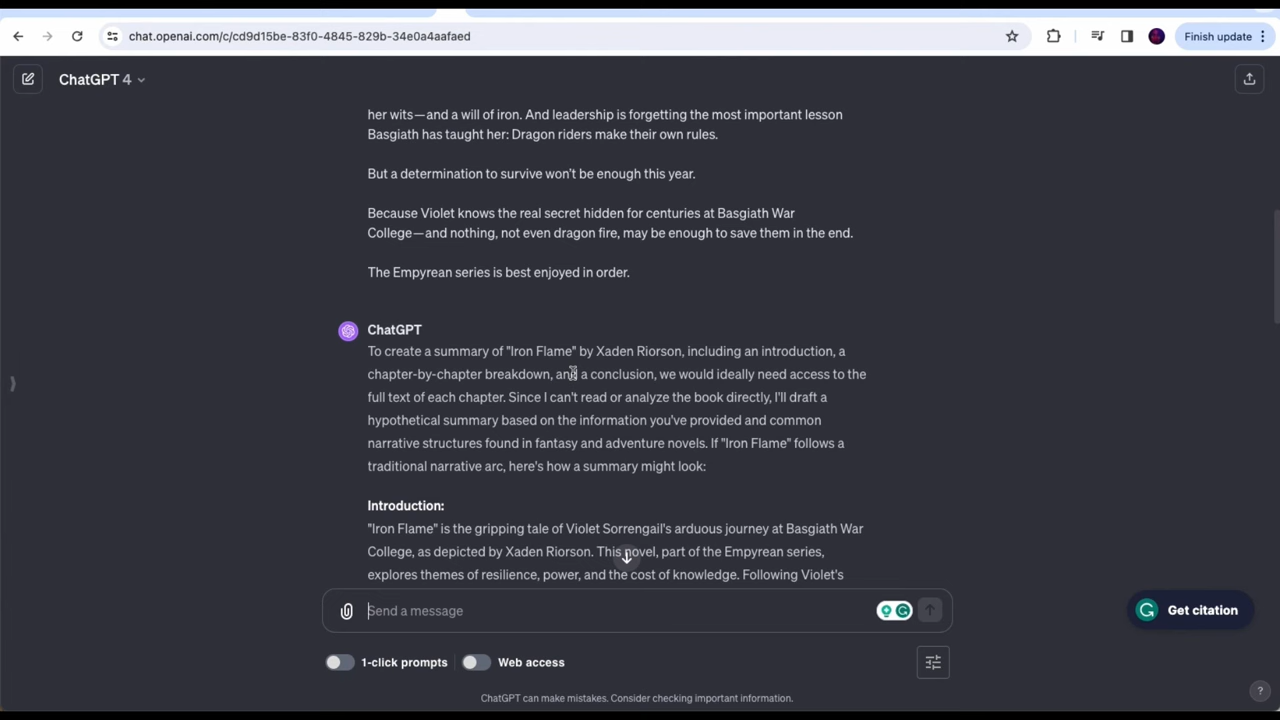 chat.openai.com/c/cd9d15be-83f0-4845-829b-34e0a4aafaed
Finish update
ChatGPT 4
her wits—and a will of iron. And leadership is forgetting the most important lesson
Basgiath has taught her: Dragon riders make their own rules.
But a determination to survive won't be enough this year.
Because Violet knows the real secret hidden for centuries at Basgiath War
College—and nothing, not even dragon fire, may be enough to save them in the end.
The Empyrean series is best enjoyed in order.
ChatGPT
To create a summary of "Iron Flame" by Xaden Riorson, including an introduction, a
chapter-by-chapter breakdown, and a conclusion, we would ideally need access to the
full text of each chapter. Since I can't read or analyze the book directly, I'll draft a
hypothetical summary based on the information you've provided and common
narrative structures found in fantasy and adventure novels. If "Iron Flame" follows a
traditional narrative arc, here's how a summary might look:
Introduction:
"Iron Flame" is the gripping tale of Violet Sorrengail's arduous journey at Basgiath War
College, as depicted by Xaden Riorson. This novel, part of the Empyrean series,
explores themes of resilience, power, and the cost of knowledge. Following Violet's
Send a message
Get citation
1-click prompts
Web access
ChatGPT can make mistakes. Consider checking important information.
?